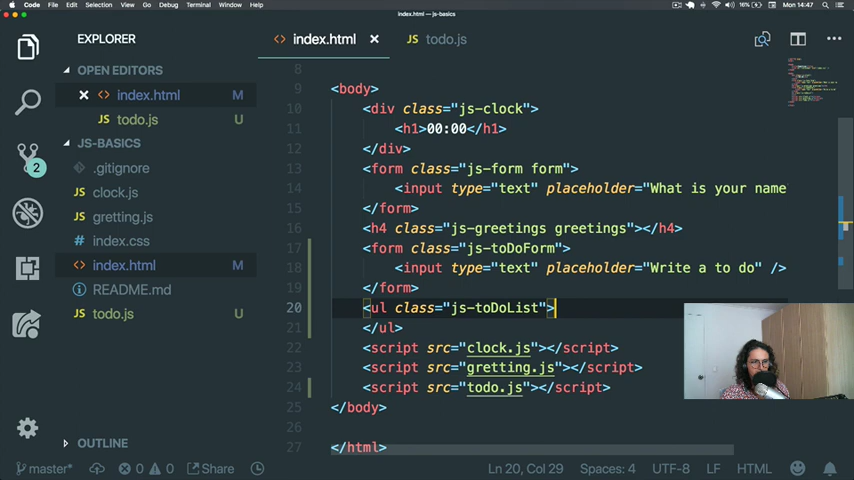 Code File Edit Selection View Go Debug Terminal Window Help
16% Mon 14:47
index.html — js-basics
EXPLORER
OPEN EDITORS
index.html M
todo.js U
JS-BASICS
.gitignore
JS clock.js
JS gretting.js
index.css
index.html M
README.md
JS todo.js U
OUTLINE
index.html
JS todo.js
8
9 <body>
10 <div class="js-clock">
11 <h1>00:00</h1>
12 </div>
13 <form class="js-form form">
14 <input type="text" placeholder="What is your name
15 </form>
16 <h4 class="js-greetings greetings"></h4>
17 <form class="js-toDoForm">
18 <input type="text" placeholder="Write a to do" />
19 </form>
20 <ul class="js-toDoList">
21 </ul>
22 <script src="clock.js"></script>
23 <script src="gretting.js"></script>
24 <script src="todo.js"></script>
25 </body>
26
27 </html>
2
master* 0 0 Share
Ln 20, Col 29 Spaces: 4 UTF-8 LF HTML